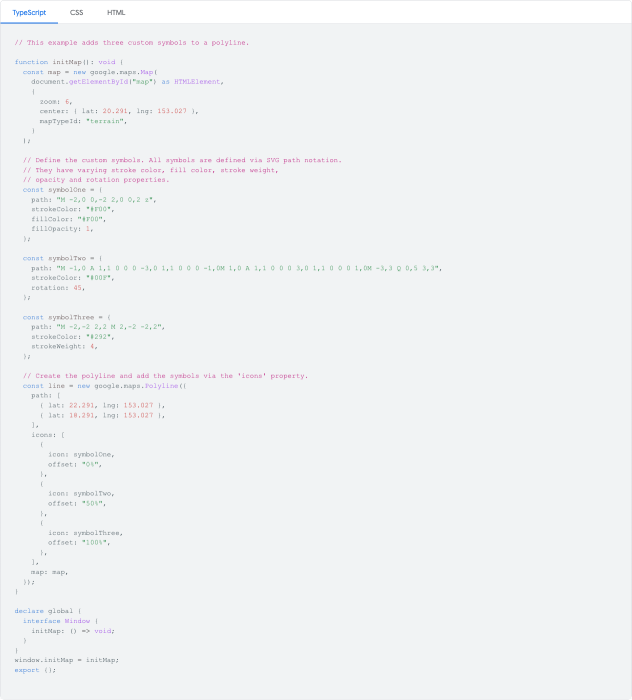 TypeScript CSS HTML
// This example adds three custom symbols to a polyline.
function initMap(): void {
const map = new google.maps.Map(
document.getElementById("map") as HTMLElement,
{
zoom: 6,
center: { lat: 20.291, lng: 153.027 },
mapTypeId: "terrain",
}
);
// Define the custom symbols. All symbols are defined via SVG path notation.
// They have varying stroke color, fill color, stroke weight,
// opacity and rotation properties.
const symbolOne = {
path: "M -2,0 0,-2 2,0 0,2 z",
strokeColor: "#F00",
fillColor: "#F00",
fillOpacity: 1,
};
const symbolTwo = {
path: "M -1,0 A 1,1 0 0 0 -3,0 1,1 0 0 0 -1,0M 1,0 A 1,1 0 0 0 3,0 1,1 0 0 0 1,0M -3,3 Q 0,5 3,3",
strokeColor: "#00F",
rotation: 45,
};
const symbolThree = {
path: "M -2,-2 2,2 M 2,-2 -2,2",
strokeColor: "#292",
strokeWeight: 4,
};
// Create the polyline and add the symbols via the 'icons' property.
const line = new google.maps.Polyline({
path: [
{ lat: 22.291, lng: 153.027 },
{ lat: 18.291, lng: 153.027 },
],
icons: [
{
icon: symbolOne,
offset: "0%",
},
{
icon: symbolTwo,
offset: "50%",
},
{
icon: symbolThree,
offset: "100%",
},
],
map: map,
});
}
declare global {
interface Window {
initMap: () => void;
}
}
window.initMap = initMap;
export {};